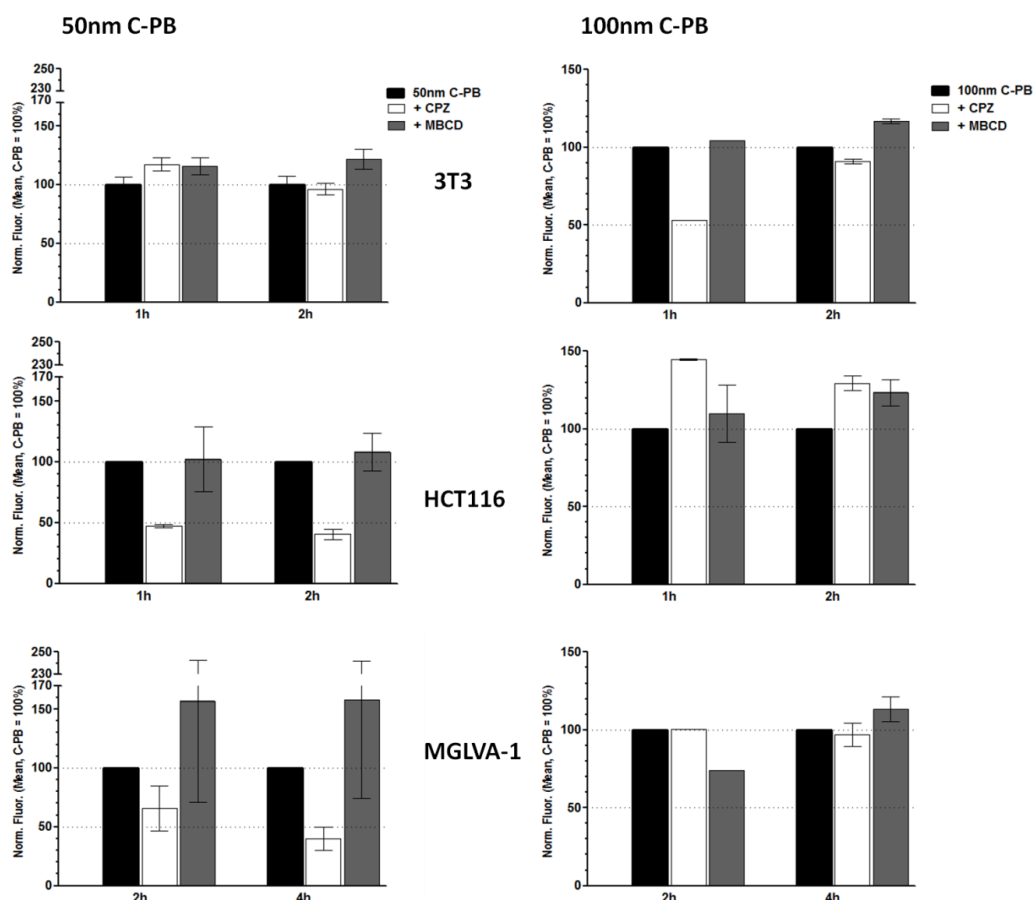 50nm C-PB
100nm C-PB
Norm. Fluor. (Mean, C-PB = 100%)
250
230
170
150
100
50
0
1h
2h
50nm C-PB
+ CPZ
+ MBCD
3T3
Norm. Fluor. (Mean, C-PB = 100%)
150
100
50
0
1h
2h
100nm C-PB
+ CPZ
+ MBCD
Norm. Fluor. (Mean, C-PB = 100%)
250
230
170
150
100
50
0
1h
2h
HCT116
Norm. Fluor. (Mean, C-PB = 100%)
150
100
50
0
1h
2h
Norm. Fluor. (Mean, C-PB = 100%)
250
230
170
150
100
50
0
2h
4h
MGLVA-1
Norm. Fluor. (Mean, C-PB = 100%)
150
100
50
0
2h
4h